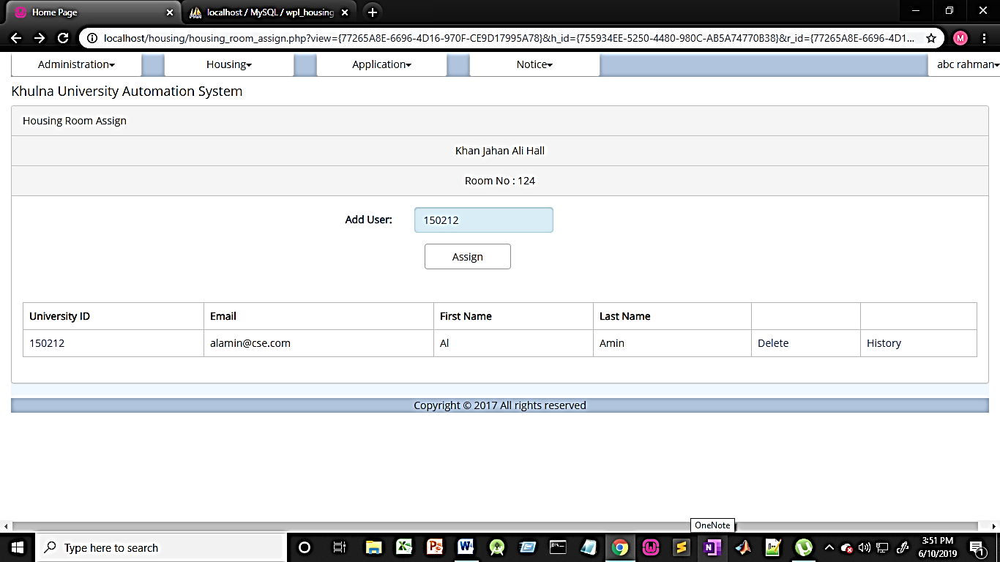 Home Page
localhost / MySQL / wpl_housing
localhost/housing/housing_room_assign.php?view={77265A8E-6696-4D16-970F-CE9D17995A78}&h_id={755934EE-5250-4480-980C-AB5A74770B38}&r_id={77265A8E-6696-4D1...
M
Administration Housing Application Notice abc rahman
Khulna University Automation System
Housing Room Assign
Khan Jahan Ali Hall
Room No : 124
Add User: 150212
Assign
University ID Email First Name Last Name
150212 alamin@cse.com Al Amin Delete History
Copyright © 2017 All rights reserved
OneNote
Type here to search
3:51 PM
6/10/2019
1